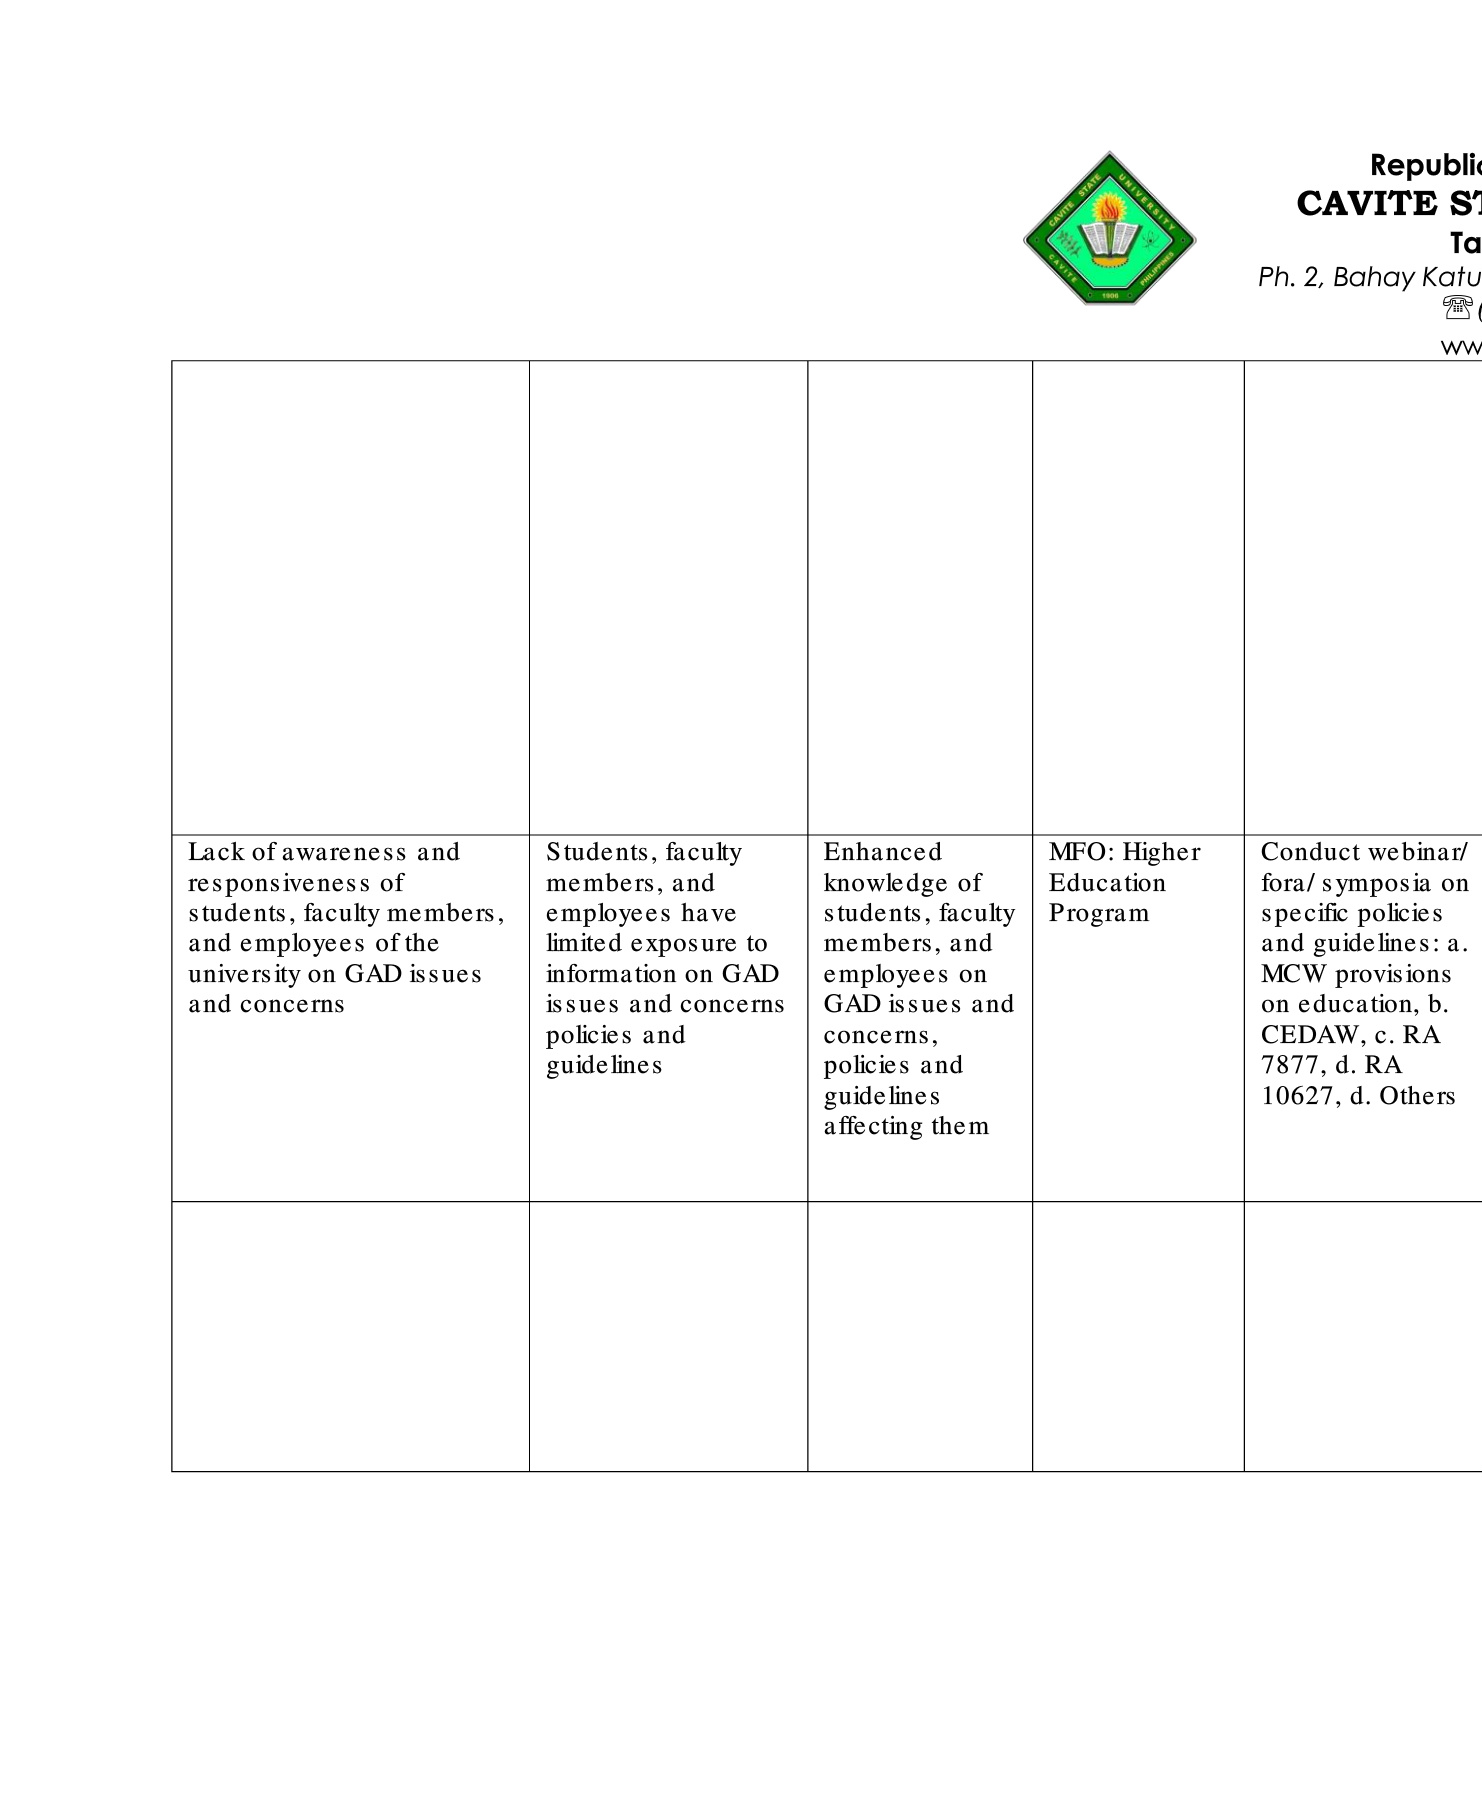 CAVITE STATE UNIVERSITY
CAVITE
PHILIPPINES
1906
Republic
CAVITE ST
Ta
Ph. 2, Bahay Katu
(
ww
Lack of awareness and
responsiveness of
students, faculty members,
and employees of the
university on GAD issues
and concerns
Students, faculty
members, and
employees have
limited exposure to
information on GAD
issues and concerns
policies and
guidelines
Enhanced
knowledge of
students, faculty
members, and
employees on
GAD issues and
concerns,
policies and
guidelines
affecting them
MFO: Higher
Education
Program
Conduct webinar/
fora/ symposia on
specific policies
and guidelines: a.
MCW provisions
on education, b.
CEDAW, c. RA
7877, d. RA
10627, d. Others